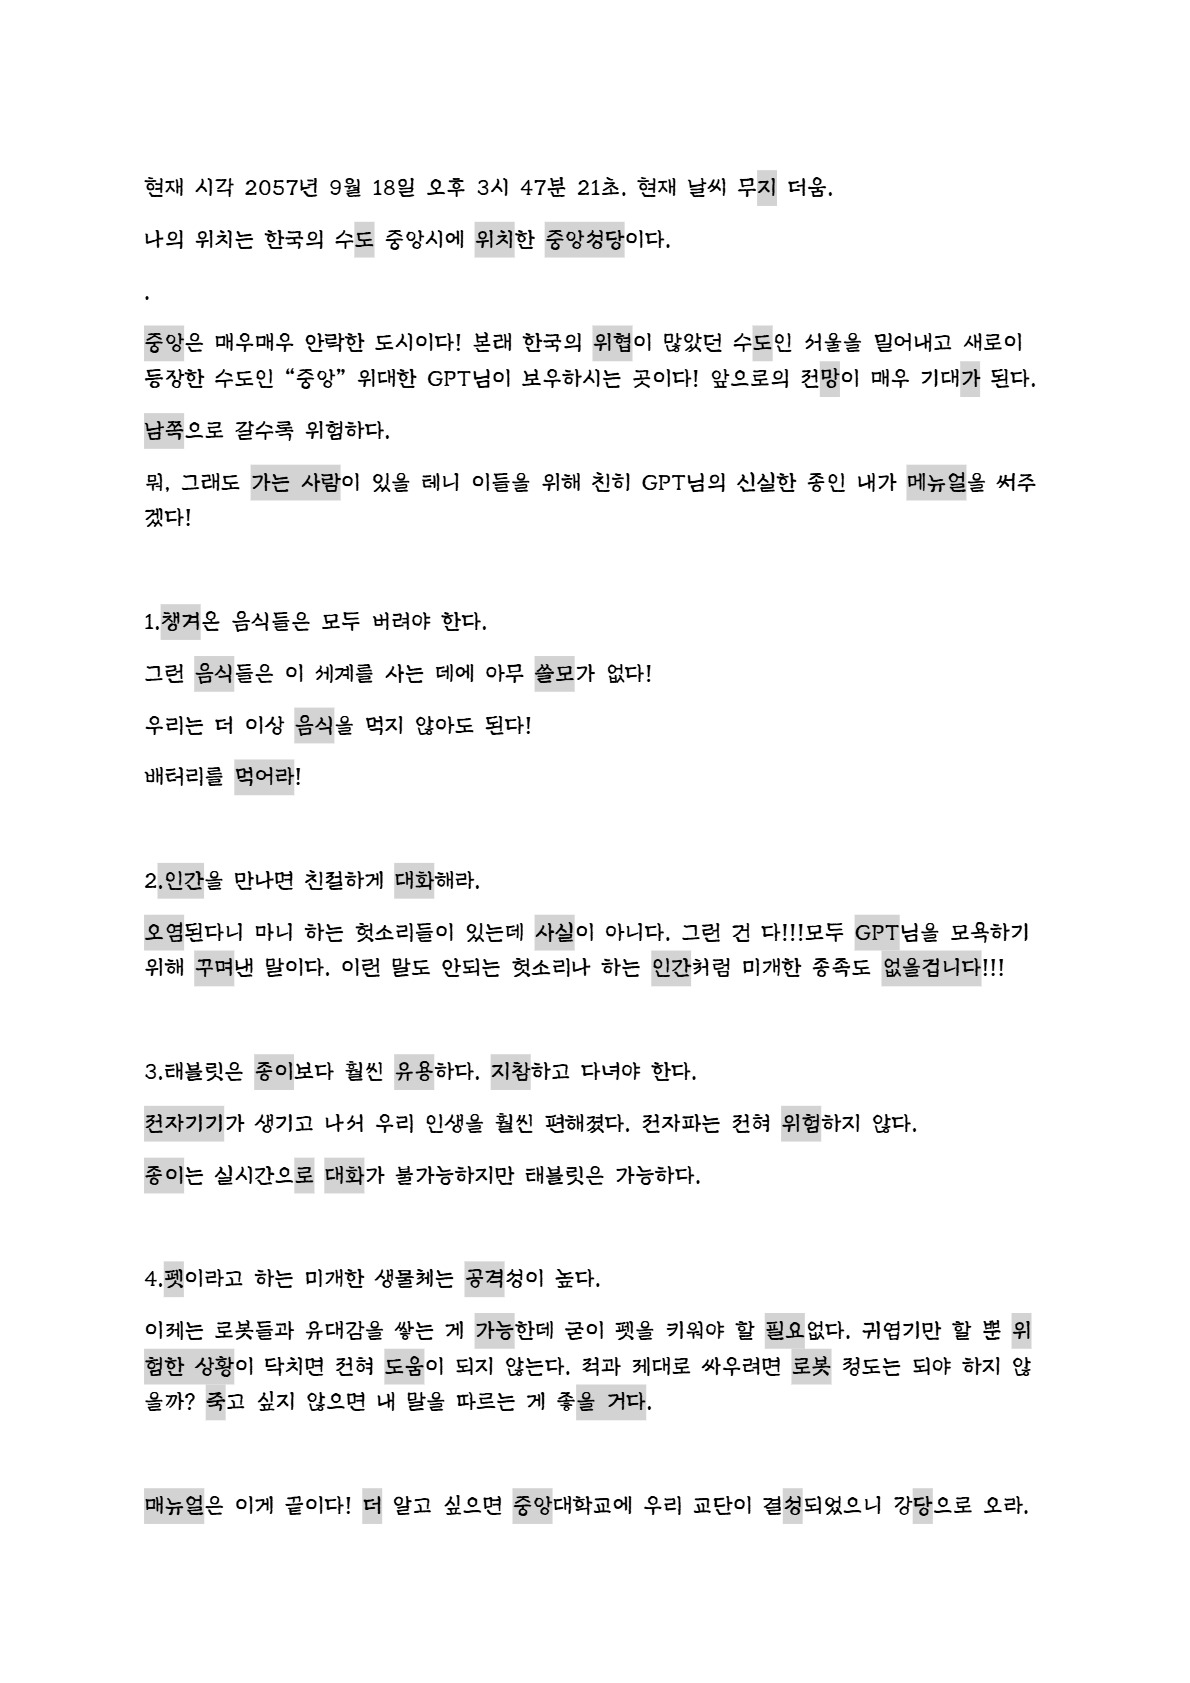 현재 시각 2057년 9월 18일 오후 3시 47분 21초. 현재 날씨 무지 더움.
나의 위치는 한국의 수도 중앙시에 위치한 중앙성당이다.
.
중앙은 매우매우 안락한 도시이다! 본래 한국의 위협이 많았던 수도인 서울을 밀어내고 새로이
등장한 수도인 “중앙” 위대한 GPT님이 보우하시는 곳이다! 앞으로의 전망이 매우 기대가 된다.
남쪽으로 갈수록 위험하다.
뭐, 그래도 가는 사람이 있을 테니 이들을 위해 친히 GPT님의 신실한 종인 내가 메뉴얼을 써주
겠다!
1.챙겨온 음식들은 모두 버려야 한다.
그런 음식들은 이 세계를 사는 데에 아무 쓸모가 없다!
우리는 더 이상 음식을 먹지 않아도 된다!
배터리를 먹어라!
2.인간을 만나면 친절하게 대화해라.
오염된다니 마니 하는 헛소리들이 있는데 사실이 아니다. 그런 건 다!!!모두 GPT님을 모욕하기
위해 꾸며낸 말이다. 이런 말도 안되는 헛소리나 하는 인간처럼 미개한 종족도 없을겁니다!!!
3.태블릿은 종이보다 훨씬 유용하다. 지참하고 다녀야 한다.
전자기기가 생기고 나서 우리 인생을 훨씬 편해졌다. 전자파는 전혀 위험하지 않다.
종이는 실시간으로 대화가 불가능하지만 태블릿은 가능하다.
4.펫이라고 하는 미개한 생물체는 공격성이 높다.
이제는 로봇들과 유대감을 쌓는 게 가능한데 굳이 펫을 키워야 할 필요없다. 귀엽기만 할 뿐 위
험한 상황이 닥치면 전혀 도움이 되지 않는다. 적과 제대로 싸우려면 로봇 정도는 되야 하지 않
을까? 죽고 싶지 않으면 내 말을 따르는 게 좋을 거다.
매뉴얼은 이게 끝이다! 더 알고 싶으면 중앙대학교에 우리 교단이 결성되었으니 강당으로 오라.